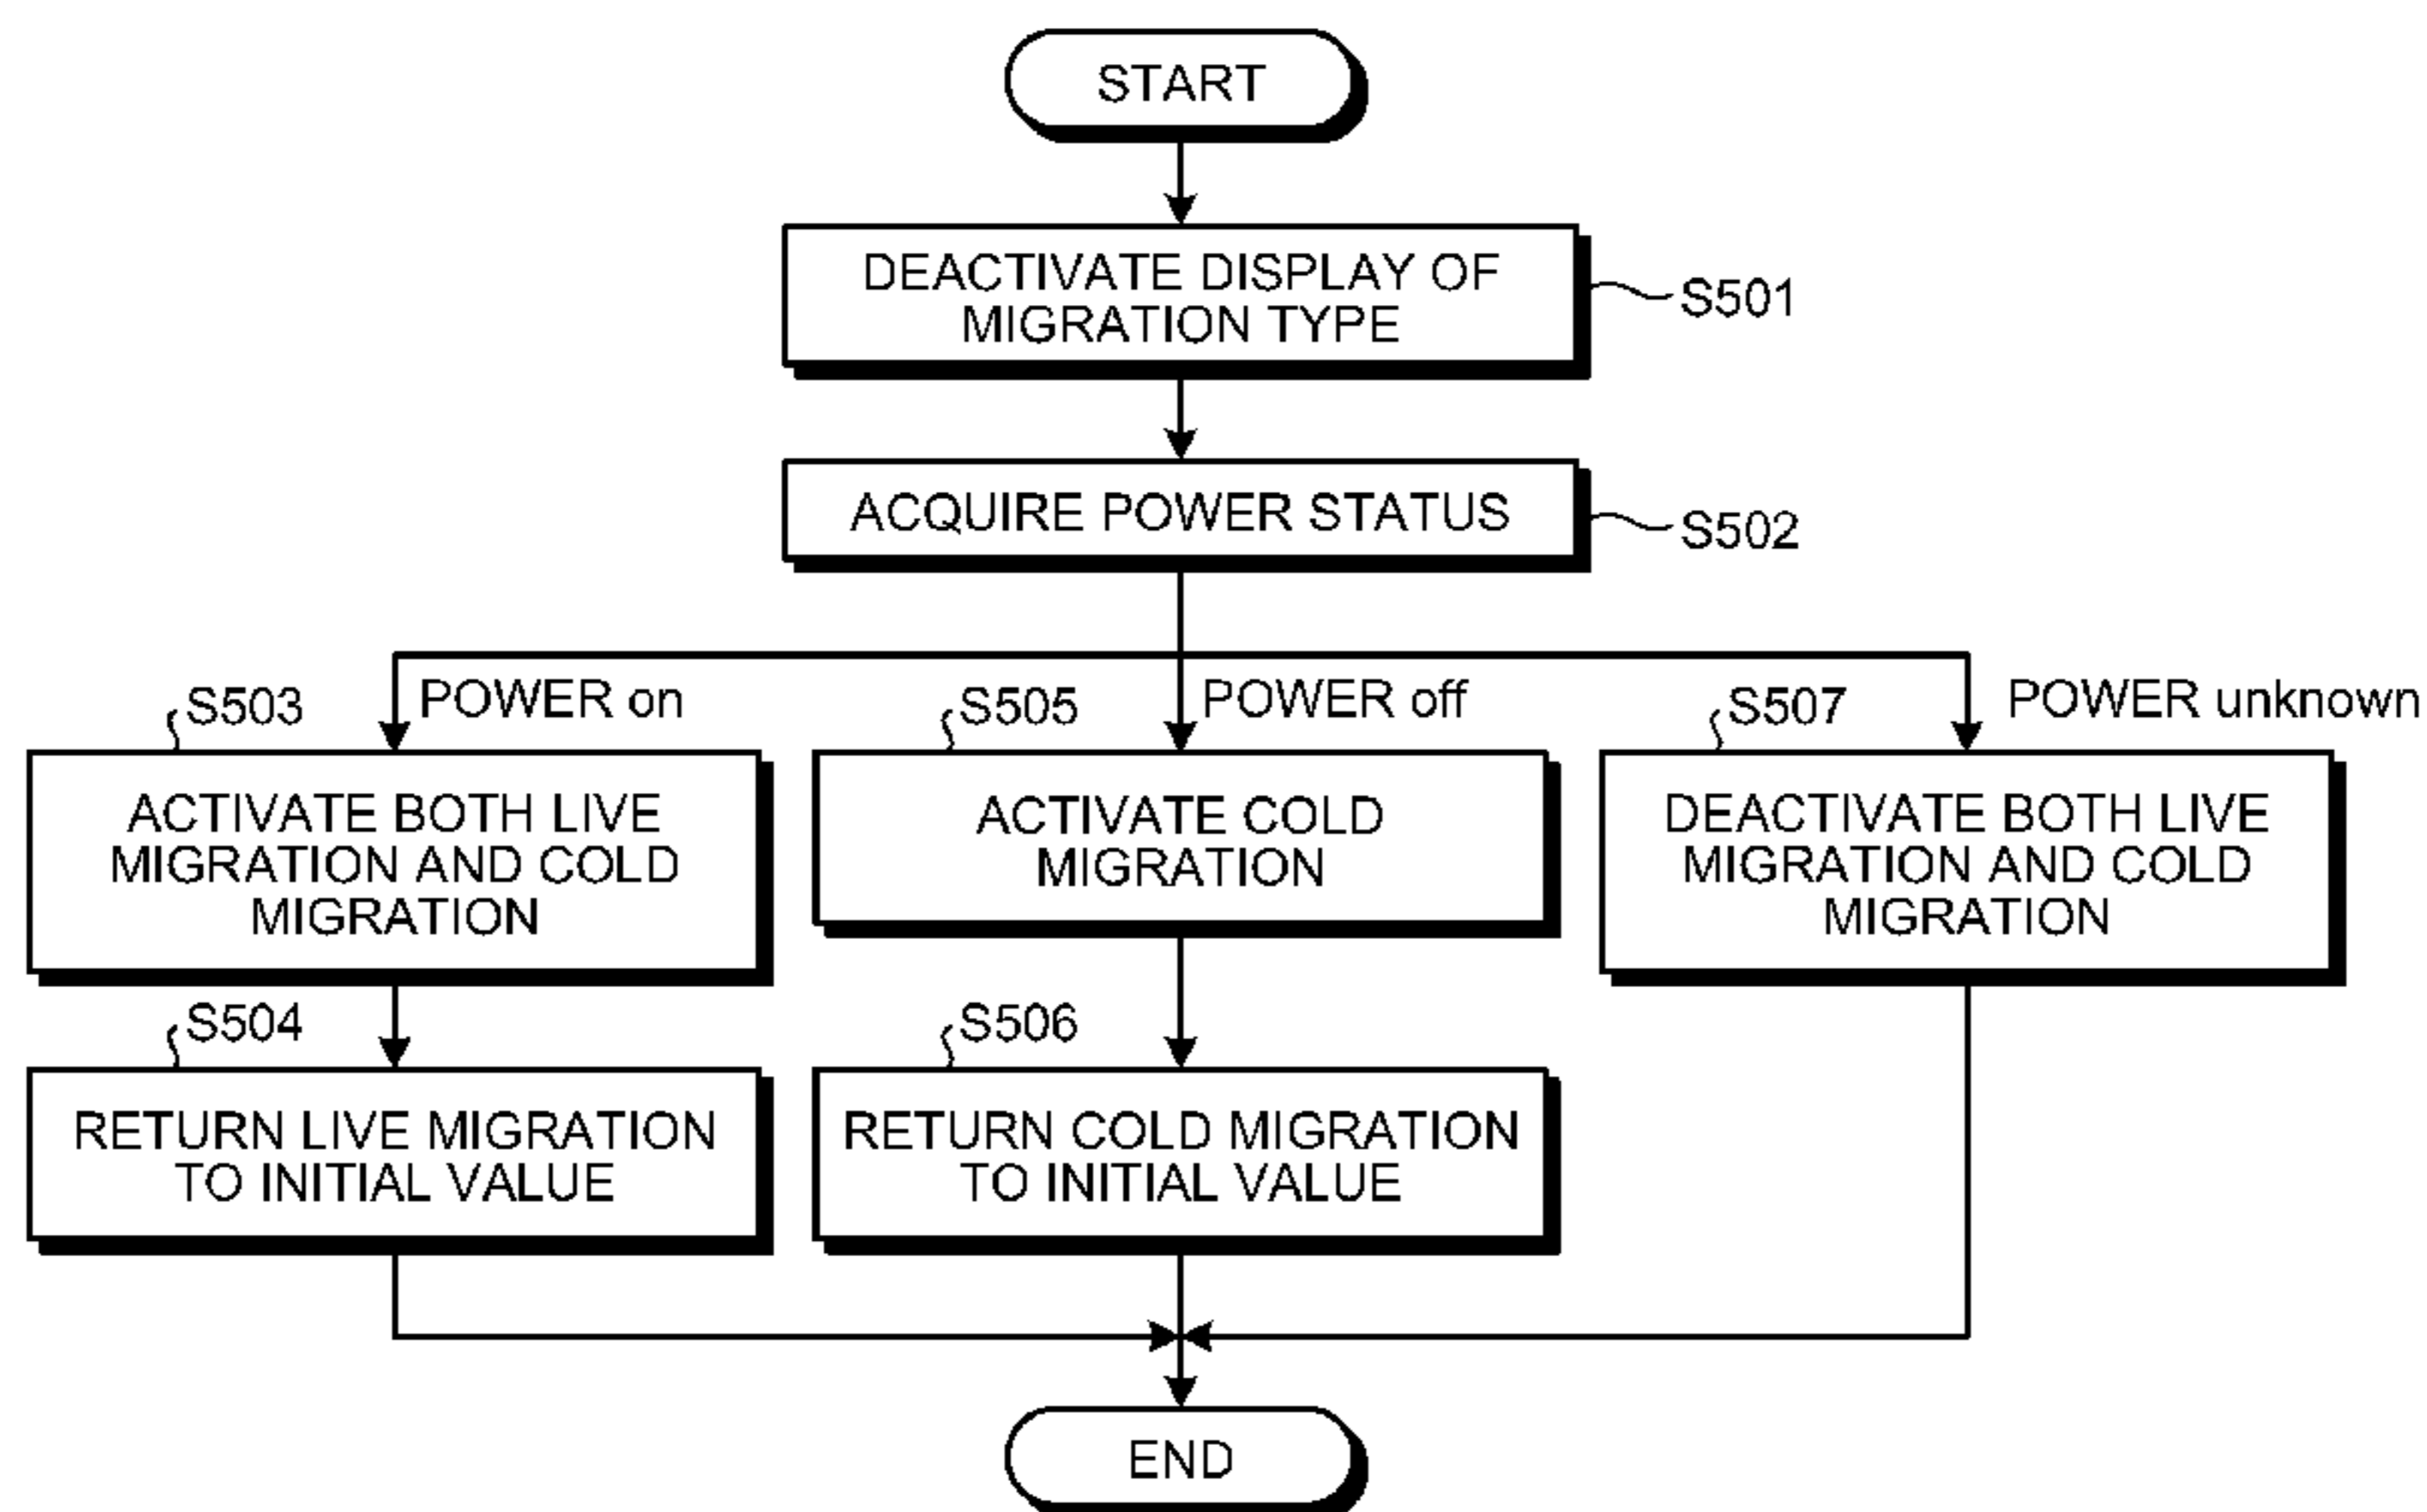 START
DEACTIVATE DISPLAY OF
MIGRATION TYPE
S501
ACQUIRE POWER STATUS
S502
S503
POWER on
S505
POWER off
S507
POWER unknown
ACTIVATE BOTH LIVE
MIGRATION AND COLD
MIGRATION
ACTIVATE COLD
MIGRATION
DEACTIVATE BOTH LIVE
MIGRATION AND COLD
MIGRATION
S504
S506
RETURN LIVE MIGRATION
TO INITIAL VALUE
RETURN COLD MIGRATION
TO INITIAL VALUE
END